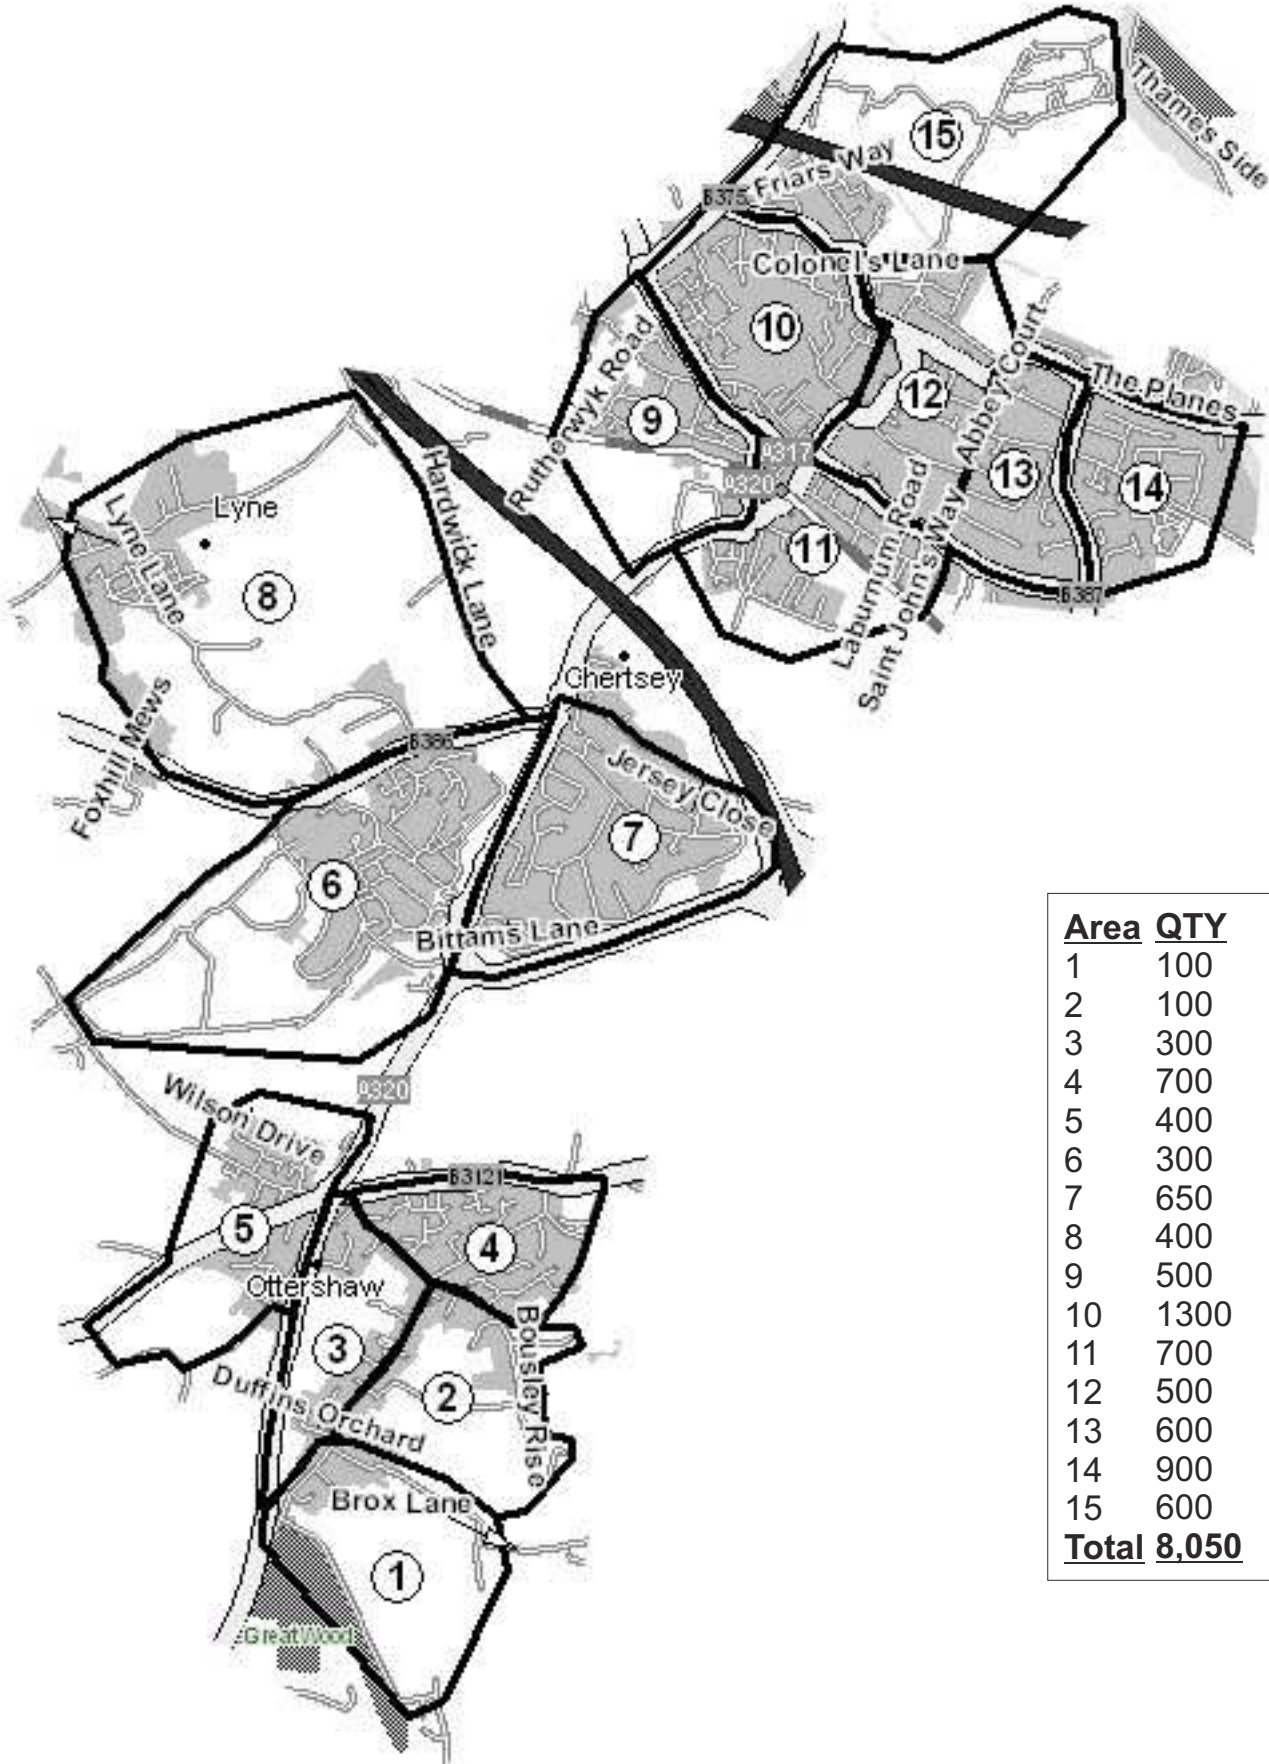 Thames Side
15
Friars Way
B375
Colonel's Lane
10
Rutherwyk Road
Abbey Court
The Planes
12
9
A317
13
14
A320
Hardwick Lane
Lyne
Lyne Lane
Laburnum Road
11
Saint John's Way
B387
8
Chertsey
Foxhill Mews
B386
Jersey Close
7
6
Bittams Lane
Area QTY
1 100
2 100
3 300
4 700
5 400
6 300
7 650
8 400
9 500
10 1300
11 700
12 500
13 600
14 900
15 600
Total 8,050
A320
Wilson Drive
B3121
5
4
Ottershaw
Bousley Rise
3
Duffins Orchard
2
Brox Lane
1
Great Wood